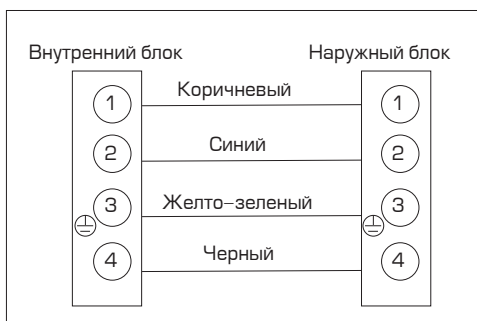 Внутренний блок Наружный блок
1 Коричневый 1
2 Синий 2
3 Желто–зеленый 3
4 Черный 4